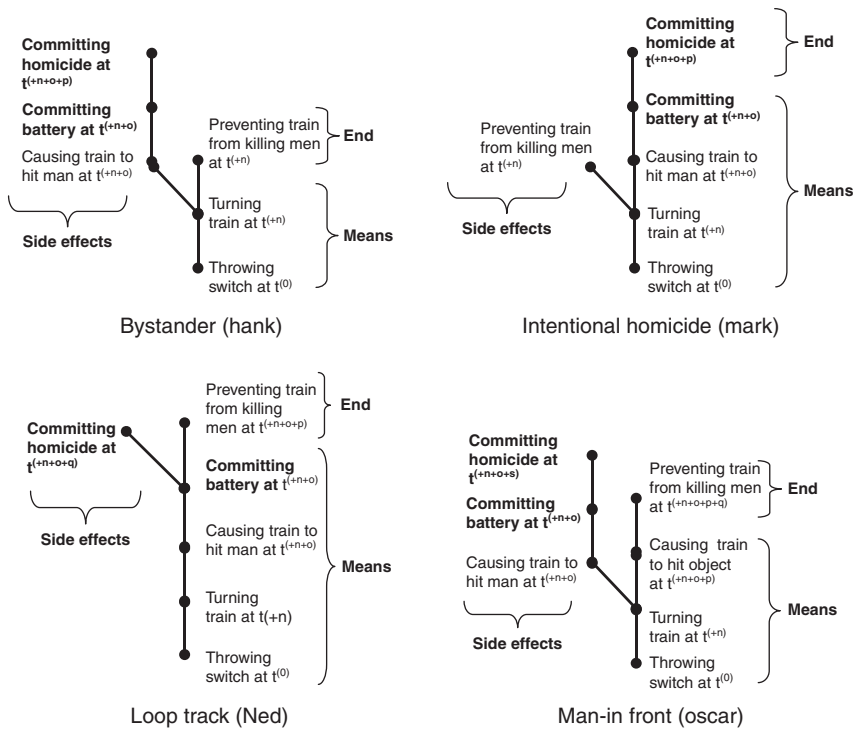 Committing
homicide at
t(+n+o+p)
Committing
battery at t(+n+o)
Causing train to
hit man at t(+n+o)
Side effects
Preventing train
from killing men
at t(+n)
End
Turning
train at t(+n)
Means
Throwing
switch at t(0)
Bystander (hank)
Committing
homicide at
t(+n+o+p)
End
Committing
battery at t(+n+o)
Preventing train
from killing men
at t(+n)
Causing train to
hit man at t(+n+o)
Means
Side effects
Turning
train at t(+n)
Throwing
switch at t(0)
Intentional homicide (mark)
Preventing train
from killing
men at t(+n+o+p)
End
Committing
homicide at
t(+n+o+q)
Side effects
Committing
battery at t(+n+o)
Causing train to
hit man at t(+n+o)
Means
Turning
train at t(+n)
Throwing
switch at t(0)
Loop track (Ned)
Committing
homicide at
t(+n+o+s)
Committing
battery at t(+n+o)
Causing train to
hit man at t(+n+o)
Side effects
Preventing train
from killing men
at t(+n+o+p+q)
End
Causing train
to hit object
at t(+n+o+p)
Means
Turning
train at t(+n)
Throwing
switch at t(0)
Man-in front (oscar)